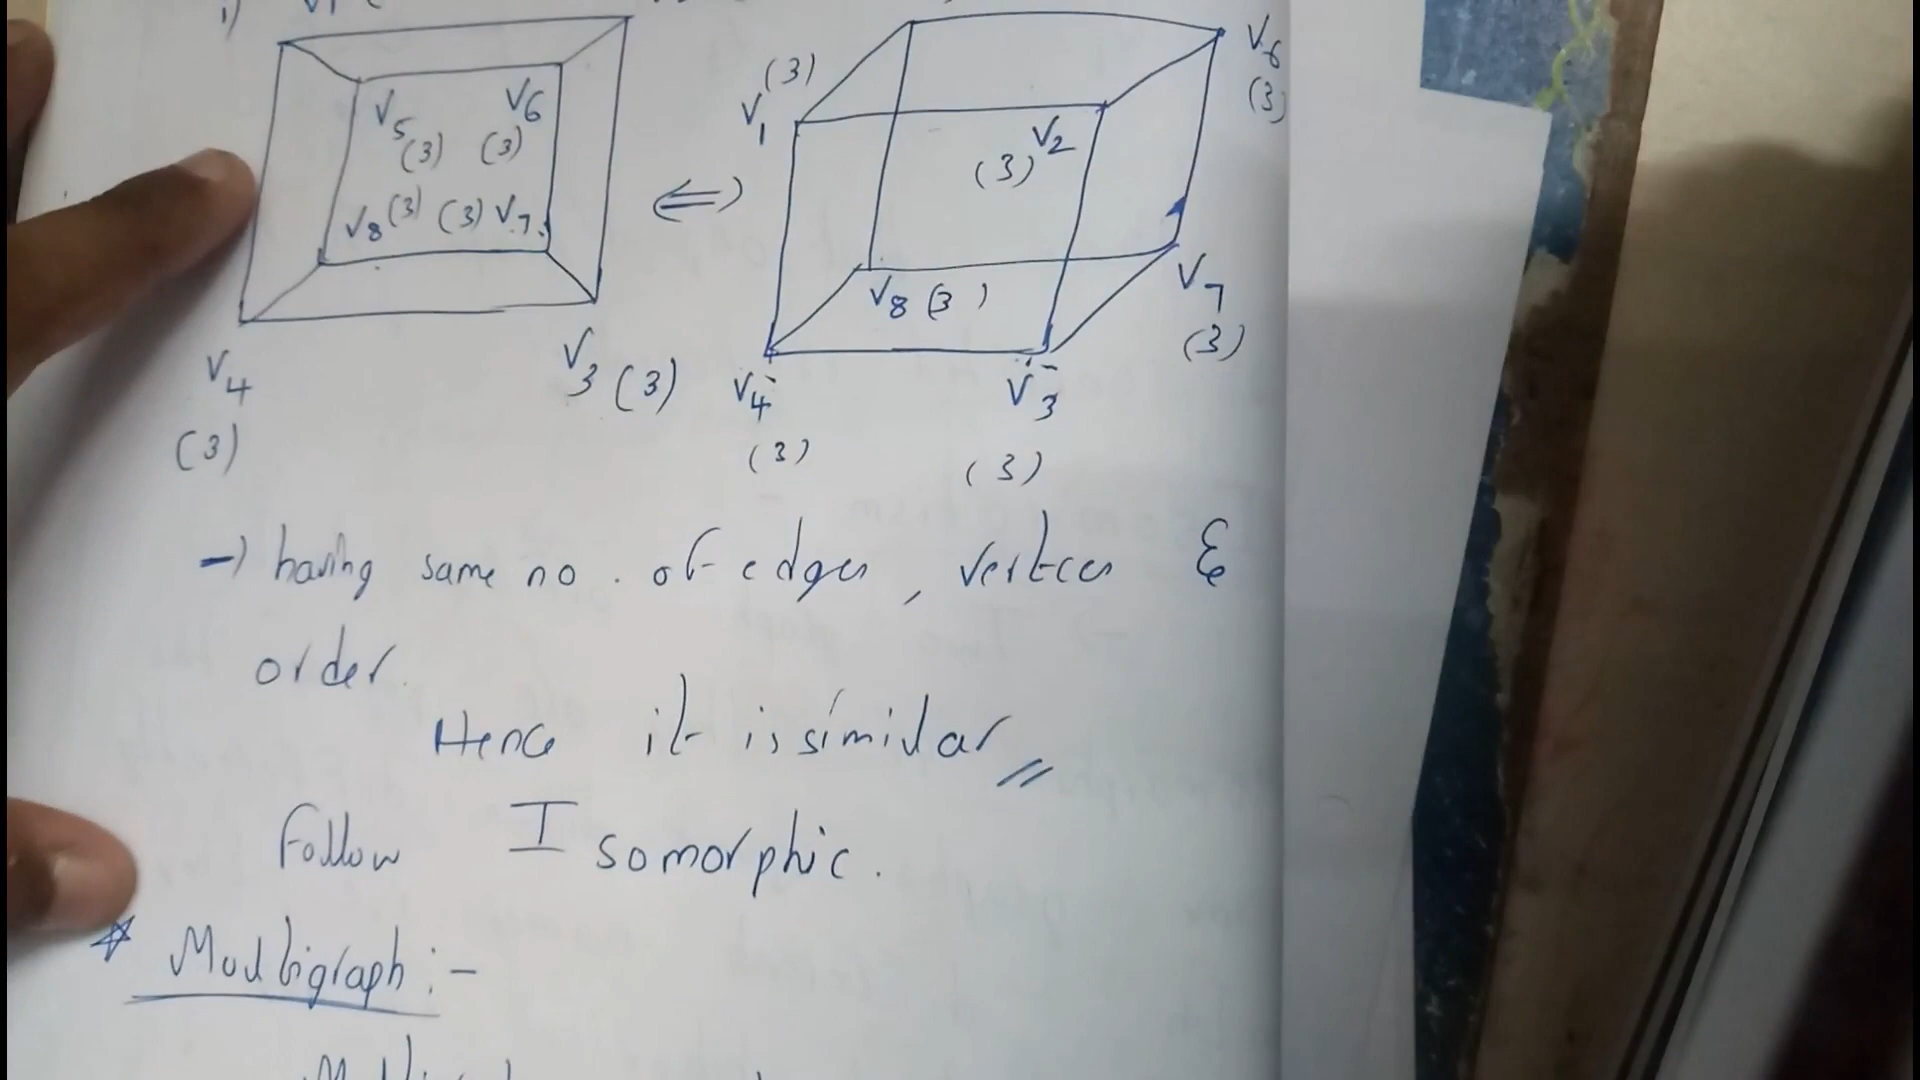 i) V1 (
V5 V6
(3) (3)
V8 (3) (3) V7
V4
(3)
V3 (3)
⇔
(3)
V1
V2
(3)
V6
(3)
V8 (3)
V7
(3)
V4
(3)
V3
(3)
→ having same no. of edges, vertices &
order.
Hence it is similar //
Follow Isomorphic.
* Multigraph :-